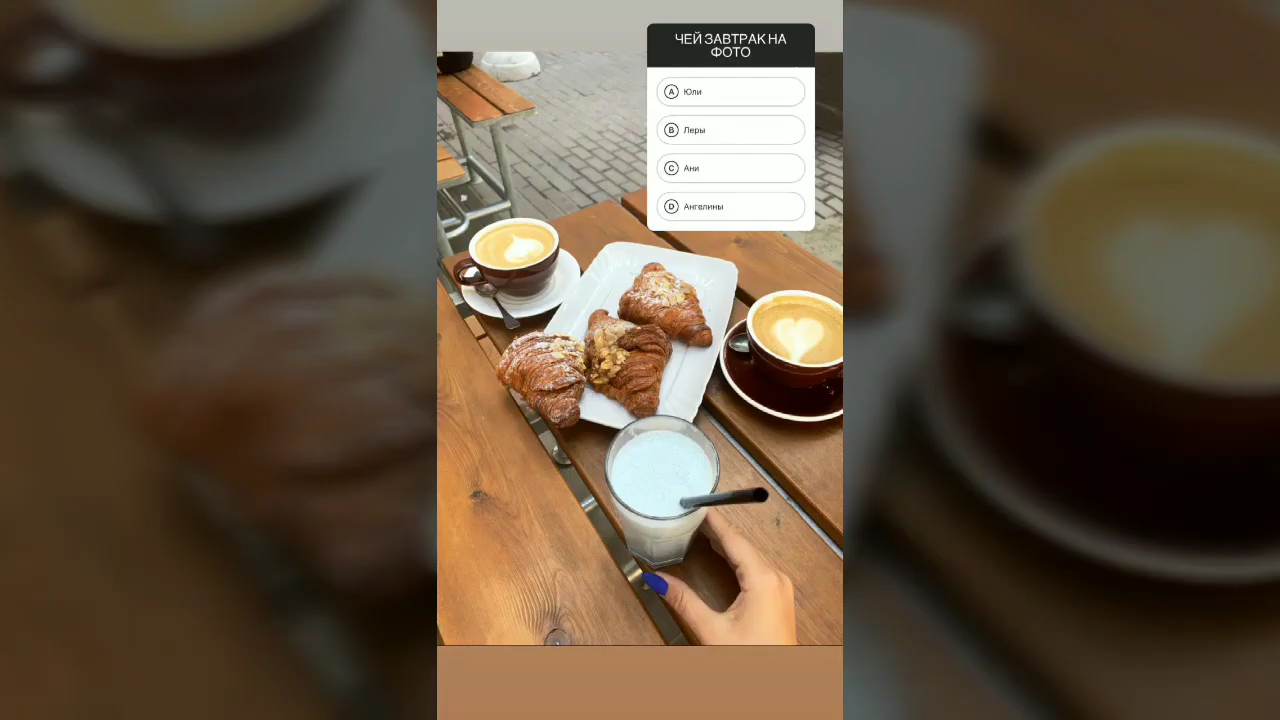 ЧЕЙ ЗАВТРАК НА
ФОТО
A Юли
B Леры
C Ани
D Ангелины